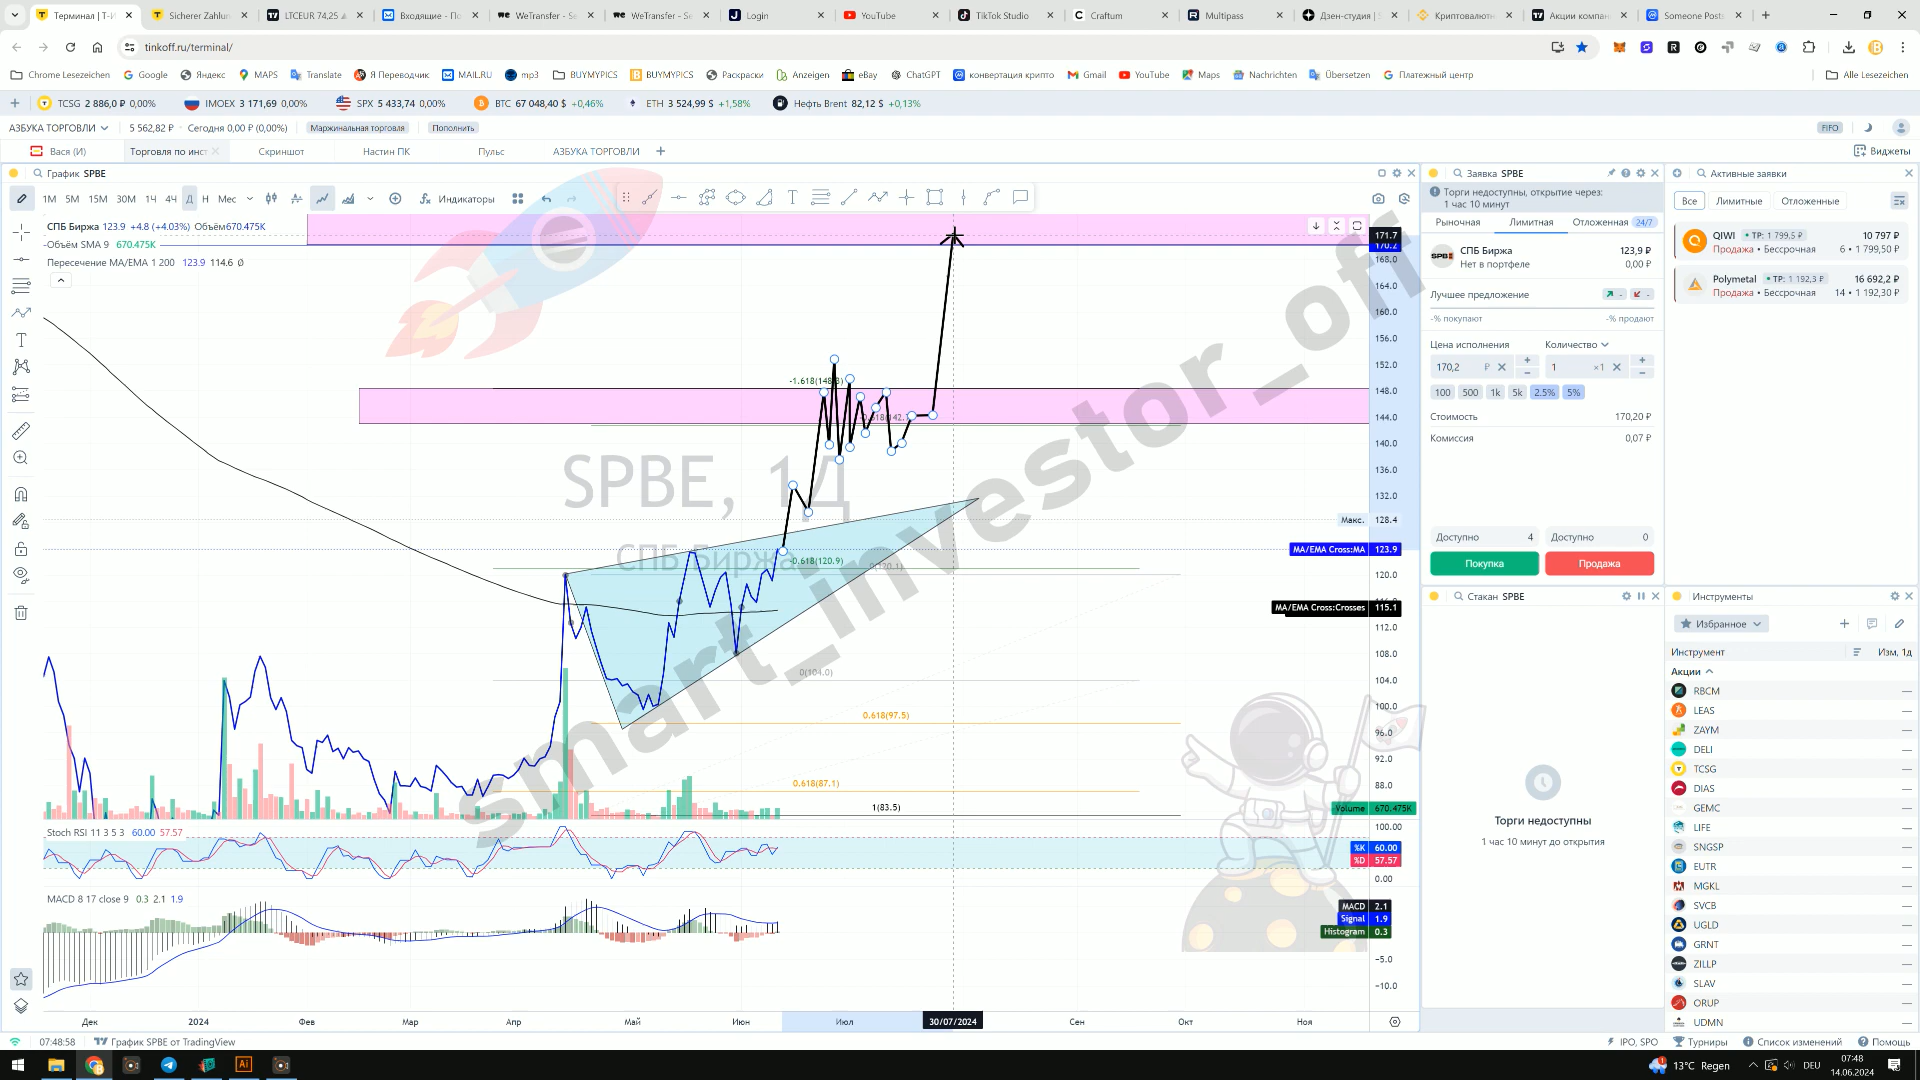 Терминал | Т-И
Sicherer Zahlun
LTCEUR 74,25
Входящие - По
WeTransfer - Se
WeTransfer - Se
Login
YouTube
TikTok Studio
Craftum
Multipass
Дзен-студия |
Криптовалютн
Акции компан
Someone Posts
tinkoff.ru/terminal/
Chrome Lesezeichen
Google
Яндекс
MAPS
Translate
Я Переводчик
MAIL.RU
mp3
BUYMYPICS
BUYMYPICS
Раскраски
Anzeigen
eBay
ChatGPT
конвертация крипто
Gmail
YouTube
Maps
Nachrichten
Übersetzen
Платежный центр
Alle Lesezeichen
TCSG 2 886,0 ₽ 0,00%
IMOEX 3 171,69 0,00%
SPX 5 433,74 0,00%
BTC 67 048,40 $ +0,46%
ETH 3 524,99 $ +1,58%
Нефть Brent 82,12 $ +0,13%
АЗБУКА ТОРГОВЛИ
5 562,82 ₽ · Сегодня 0,00 ₽ (0,00%)
Маржинальная торговля
Пополнить
FIFO
Вася (И)
Торговля по инст
Скриншот
Настин ПК
Пульс
АЗБУКА ТОРГОВЛИ
Виджеты
График SPBE
1М 5М 15М 30М 1Ч 4Ч Д Н Мес
Индикаторы
СПБ Биржа 123.9 +4.8 (+4.03%) Объём670.475K
Объём SMA 9 670.475K
Пересечение MA/EMA 1 200 123.9 114.6 Ø
SPBE, 1Д
СПБ Биржа
smart_investor_ofi
-1.618(148.3)
-0.618(120.9)
0(120.1)
0(104.0)
0.618(97.5)
0.618(87.1)
1(83.5)
171.7
170.2
168.0
164.0
160.0
156.0
152.0
148.0
144.0
140.0
136.0
132.0
Макс. 128.4
MA/EMA Cross:MA 123.9
120.0
MA/EMA Cross:Crosses 115.1
112.0
108.0
104.0
100.0
96.0
92.0
88.0
Volume 670.475K
Stoch RSI 11 3 5 3 60.00 57.57
100.00
%K 60.00
%D 57.57
0.00
MACD 8 17 close 9 0.3 2.1 1.9
MACD 2.1
Signal 1.9
Histogram 0.3
−5.0
−10.0
Дек
2024
Фев
Мар
Апр
Май
Июн
Июл
30/07/2024
Сен
Окт
Ноя
Заявка SPBE
Торги недоступны, открытие через:
1 час 10 минут
Рыночная
Лимитная
Отложенная 24/7
СПБ Биржа 123,9 ₽
Нет в портфеле 0,00 ₽
Лучшее предложение
-% покупают
-% продают
Цена исполнения
Количество
170,2 ₽
1 ×1
100 500 1k 5k 2.5% 5%
Стоимость 170,20 ₽
Комиссия 0,07 ₽
Доступно 4
Доступно 0
Покупка
Продажа
Стакан SPBE
Торги недоступны
1 час 10 минут до открытия
Активные заявки
Все
Лимитные
Отложенные
QIWI TP: 1 799,5 ₽ 10 797 ₽
Продажа • Бессрочная 6 • 1 799,50 ₽
Polymetal TP: 1 192,3 ₽ 16 692,2 ₽
Продажа • Бессрочная 14 • 1 192,30 ₽
Инструменты
Избранное
Инструмент
Изм, 1д
Акции
RBCM
LEAS
ZAYM
DELI
TCSG
DIAS
GEMC
LIFE
SNGSP
EUTR
MGKL
SVCB
UGLD
GRNT
ZILLP
SLAV
ORUP
UDMN
07:48:58
График SPBE от TradingView
IPO, SPO
Турниры
Список изменений
Помощь
13°C Regen
DEU
07:48
14.06.2024